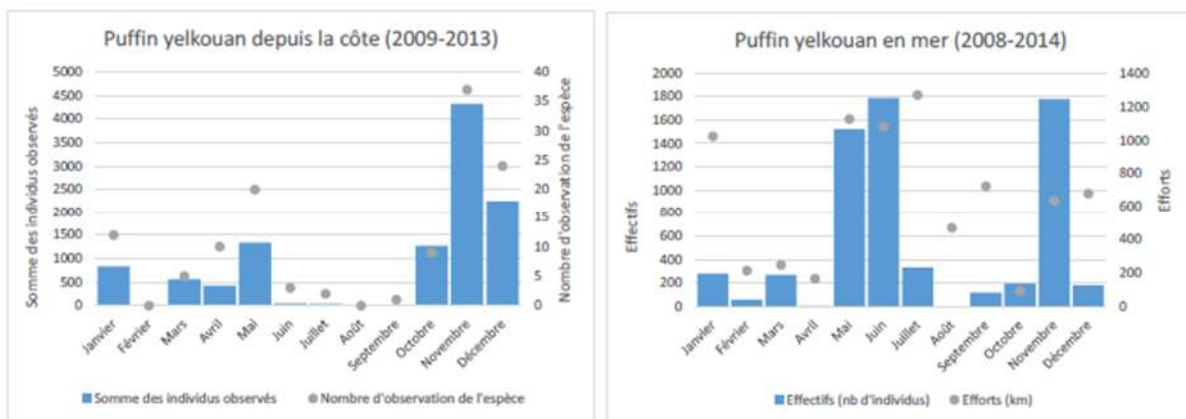 Puffin yelkouan depuis la côte (2009-2013)
Somme des individus observés
5000
4500
4000
3500
3000
2500
2000
1500
1000
500
0
40
35
30
25
20
15
10
5
0
Nombre d'observation de l'espèce
Janvier
Février
Mars
Avril
Mai
Juin
Juillet
Août
Septembre
Octobre
Novembre
Décembre
Somme des individus observés
Nombre d'observation de l'espèce
Puffin yelkouan en mer (2008-2014)
Effectifs
2000
1800
1600
1400
1200
1000
800
600
400
200
0
1400
1200
1000
800
600
400
200
0
Efforts
Janvier
Février
Mars
Avril
Mai
Juin
Juillet
Août
Septembre
Octobre
Novembre
Décembre
Effectifs (nb d'individus)
Efforts (km)